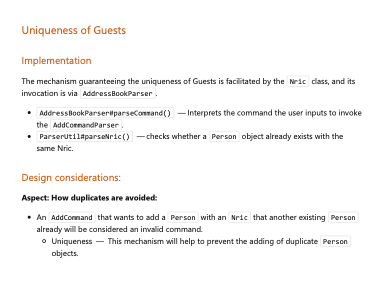 Uniqueness of Guests
Implementation
The mechanism guaranteeing the uniqueness of Guests is facilitated by the Nric class, and its
invocation is via AddressBookParser.
• AddressBookParser#parseCommand() — Interprets the command the user inputs to invoke
the AddCommandParser.
• ParserUtil#parseNric() — checks whether a Person object already exists with the
same Nric.
Design considerations:
Aspect: How duplicates are avoided:
• An AddCommand that wants to add a Person with an Nric that another existing Person
already will be considered an invalid command.
○ Uniqueness — This mechanism will help to prevent the adding of duplicate Person
objects.